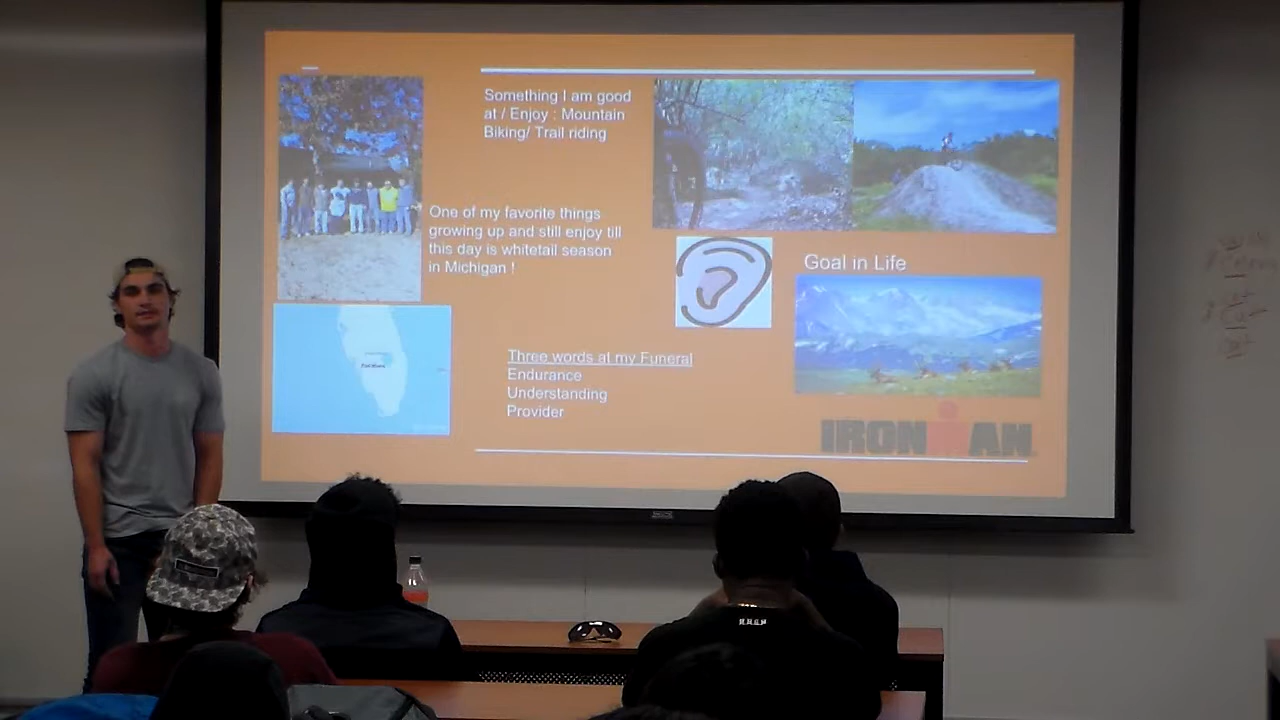 Something I am good
at / Enjoy : Mountain
Biking/ Trail riding
One of my favorite things
growing up and still enjoy till
this day is whitetail season
in Michigan !
Goal in Life
Three words at my Funeral
Endurance
Understanding
Provider
IRONMAN